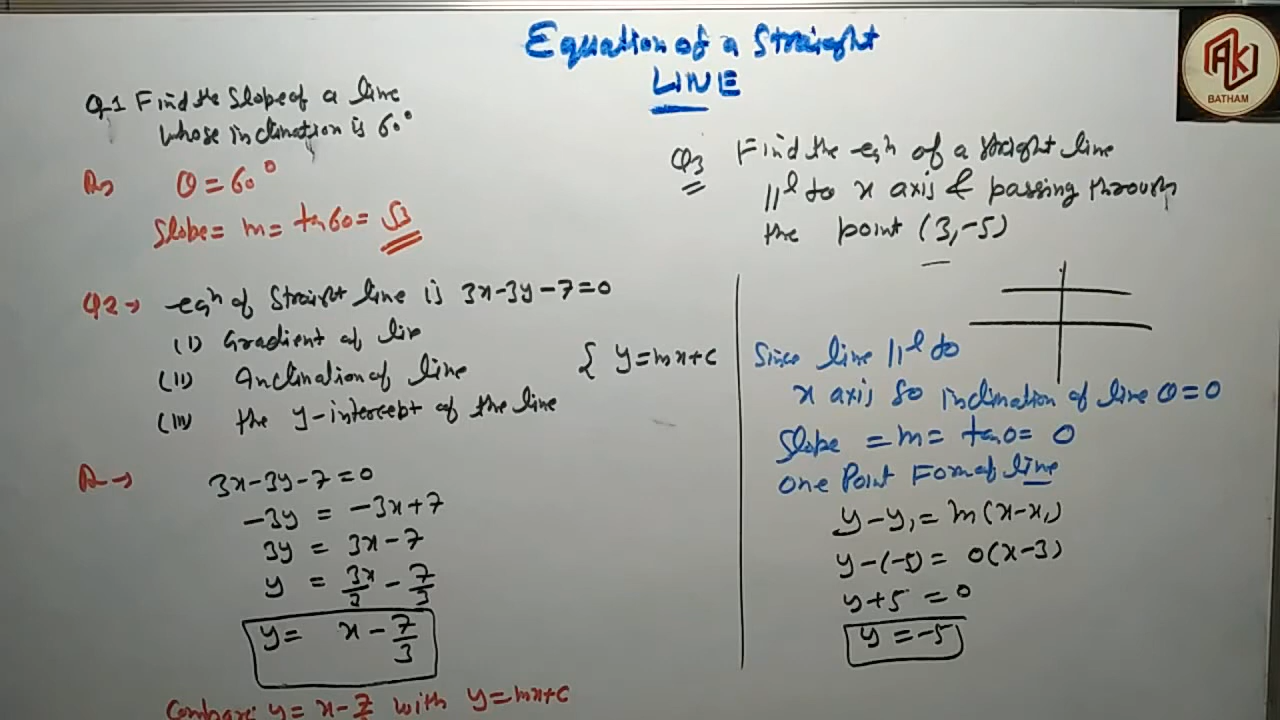 Equation of a Straight
LINE
AK
BATHAM
Q.1 Find the Slope of a line
whose inclination is 60°
Ans θ = 60°
Slope = m = tan60 = √3
Q2→ eqn of Straight line is 3x-3y-7=0
(I) Gradient of line
(II) Inclination of line
(III) the y-intercept of the line
{ y=mx+c
A→ 3x-3y-7=0
-3y = -3x+7
3y = 3x-7
y = 3x/3 - 7/3
y= x - 7/3
Compare y = x-7/3 with y=mx+c
Q3 Find the eqn of a straight line
||l to x axis & passing through
the point (3,-5)
Since line ||l to
x axis so inclination of line θ=0
Slope = m = tan0 = 0
one Point Form of line
y-y₁ = m(x-x₁)
y-(-5) = 0(x-3)
y+5 = 0
y = -5